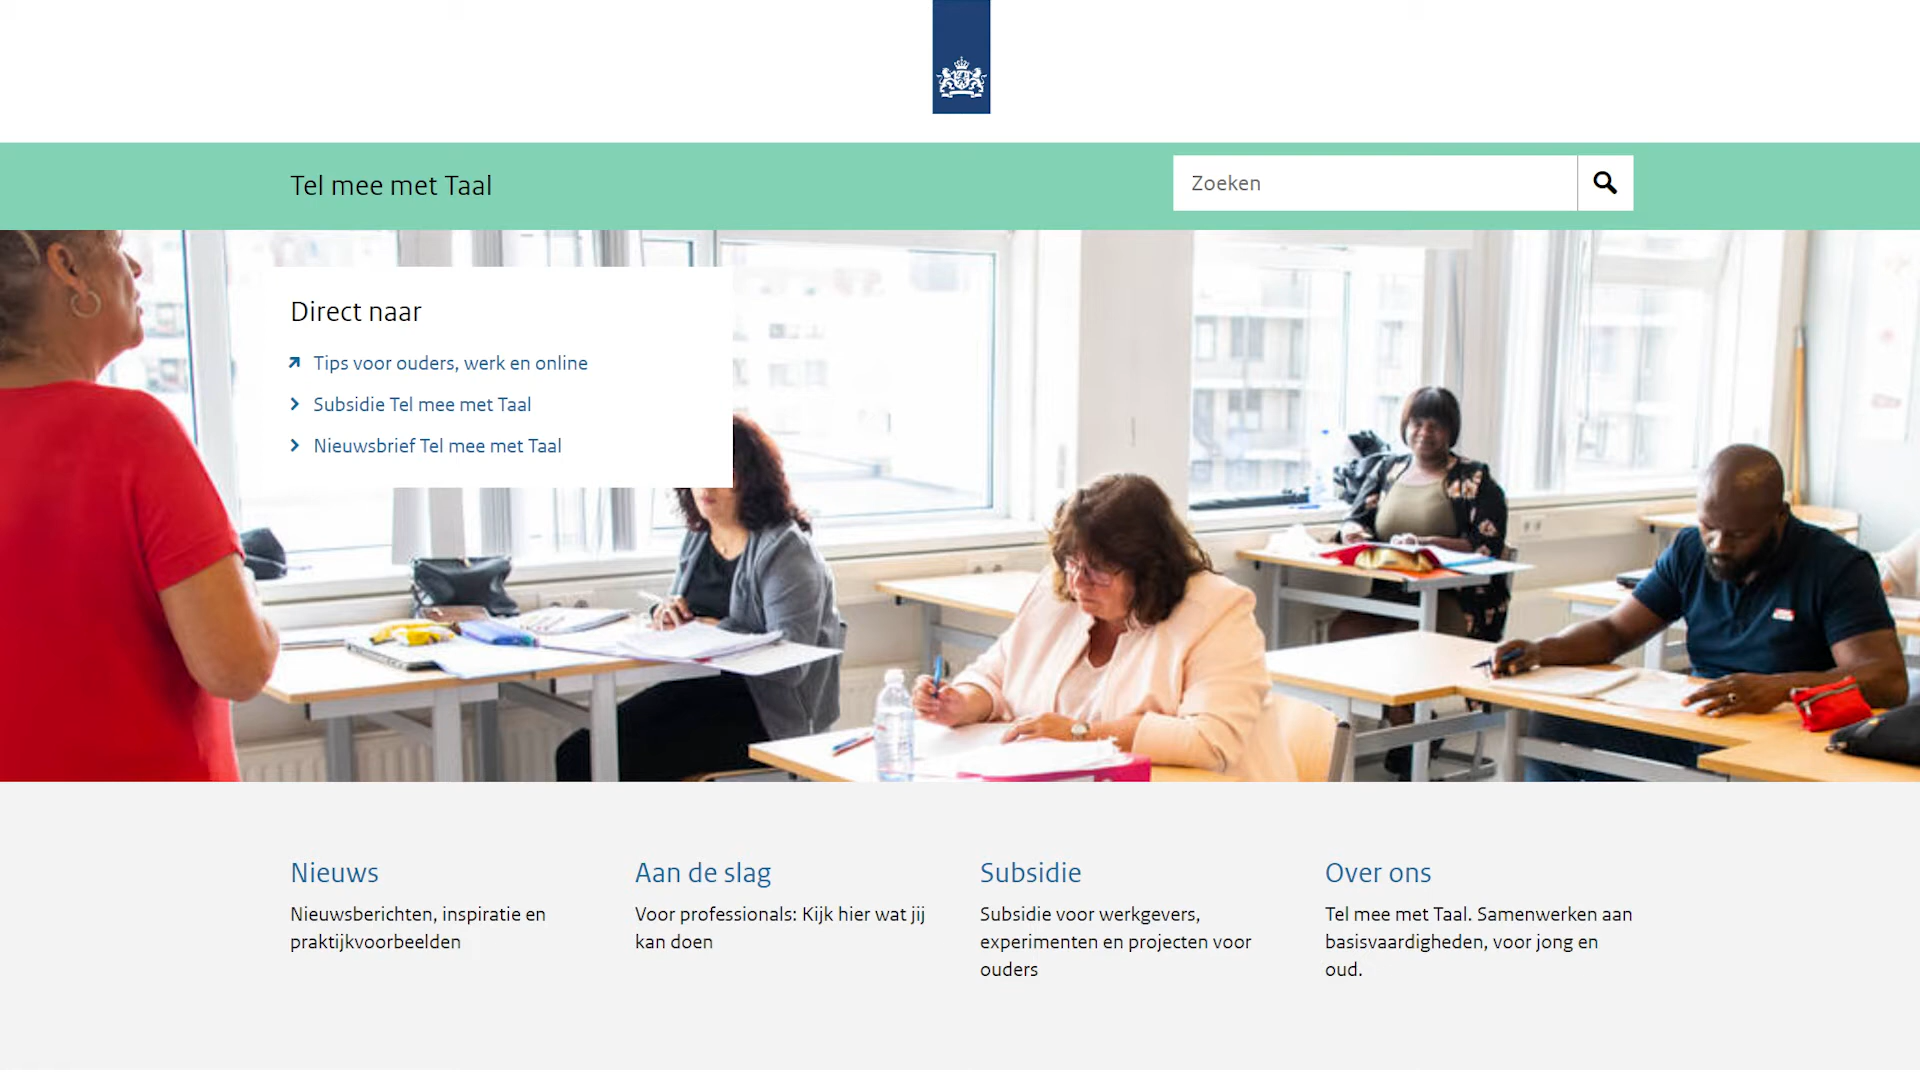 Tel mee met Taal
Zoeken
Direct naar
Tips voor ouders, werk en online
Subsidie Tel mee met Taal
Nieuwsbrief Tel mee met Taal
Nieuws
Nieuwsberichten, inspiratie en
praktijkvoorbeelden
Aan de slag
Voor professionals: Kijk hier wat jij
kan doen
Subsidie
Subsidie voor werkgevers,
experimenten en projecten voor
ouders
Over ons
Tel mee met Taal. Samenwerken aan
basisvaardigheden, voor jong en
oud.